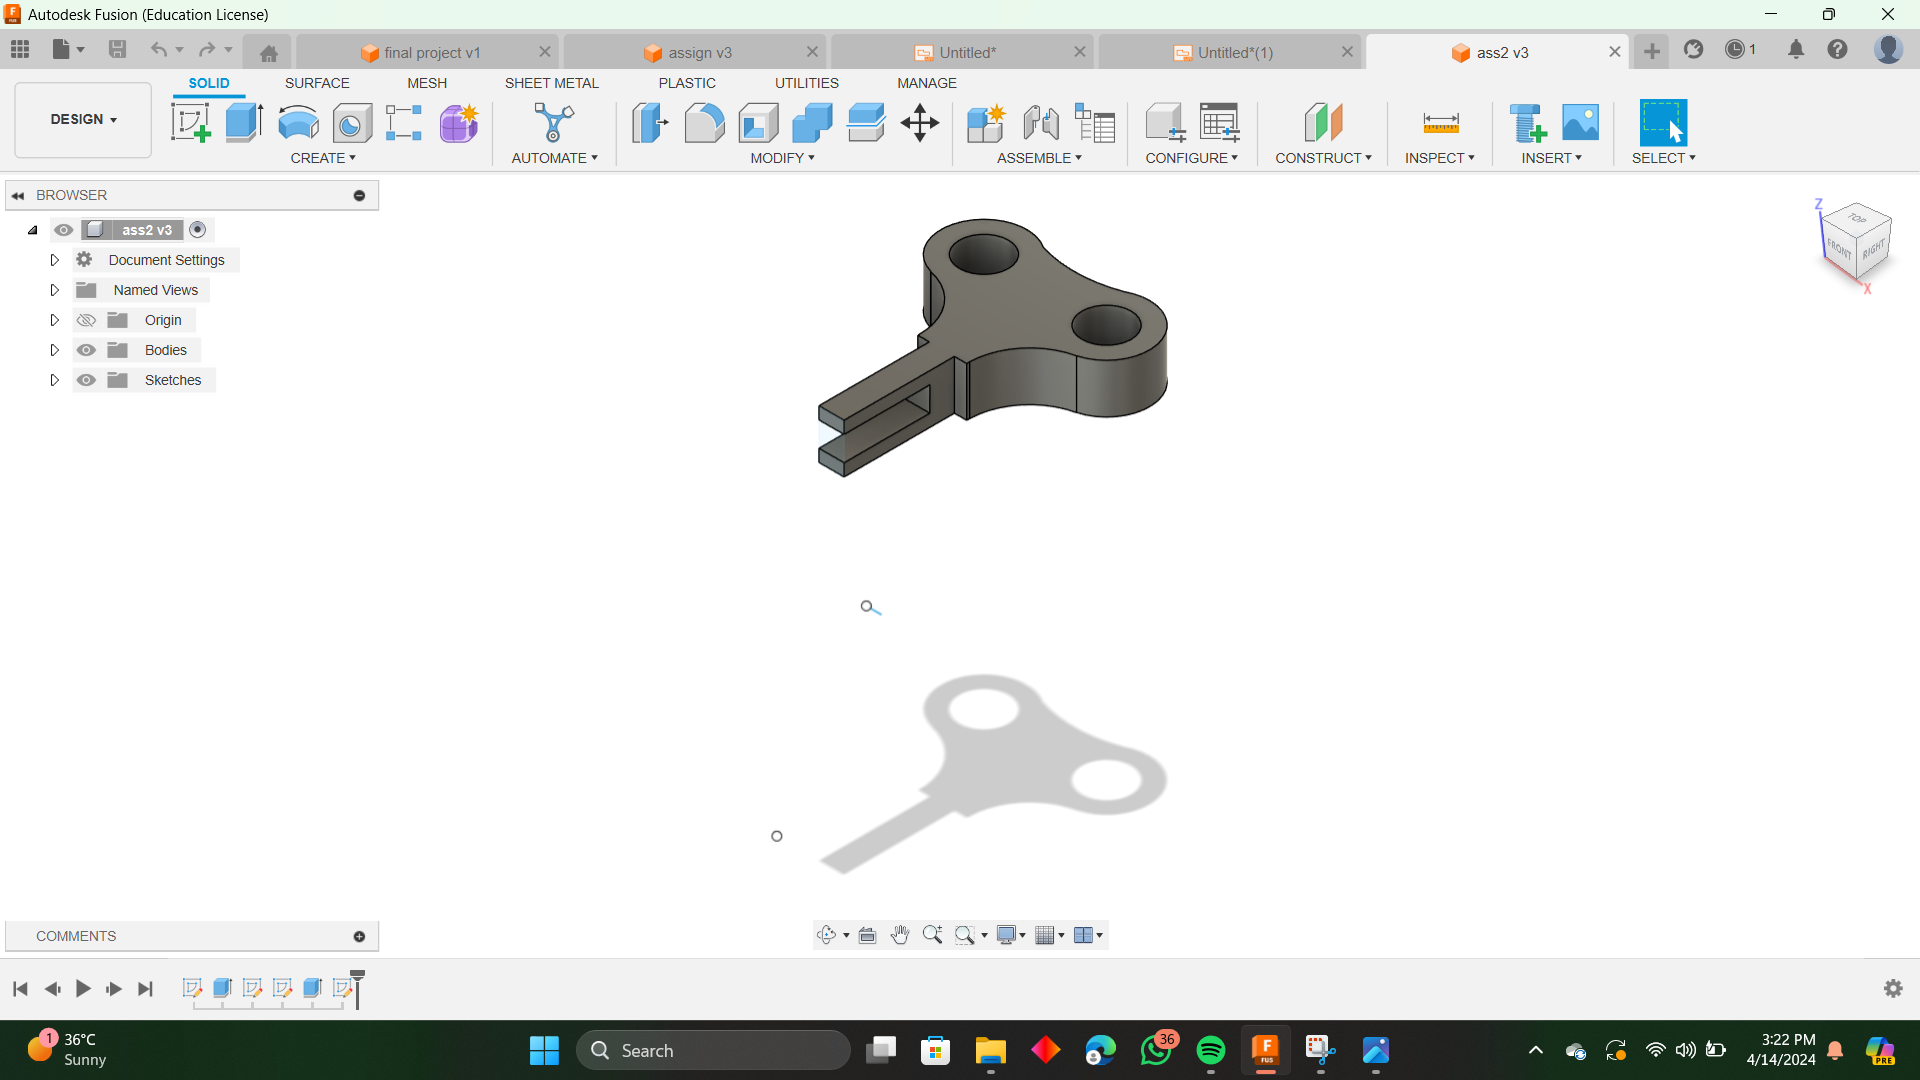 Autodesk Fusion (Education License)
final project v1
assign v3
Untitled*
Untitled*(1)
ass2 v3
1
DESIGN
SOLID
SURFACE
MESH
SHEET METAL
PLASTIC
UTILITIES
MANAGE
CREATE
AUTOMATE
MODIFY
ASSEMBLE
CONFIGURE
CONSTRUCT
INSPECT
INSERT
SELECT
BROWSER
ass2 v3
Document Settings
Named Views
Origin
Bodies
Sketches
Z
TOP
FRONT
RIGHT
X
COMMENTS
1
36°C
Sunny
Search
36
F
FUS
3:22 PM
4/14/2024
PRE